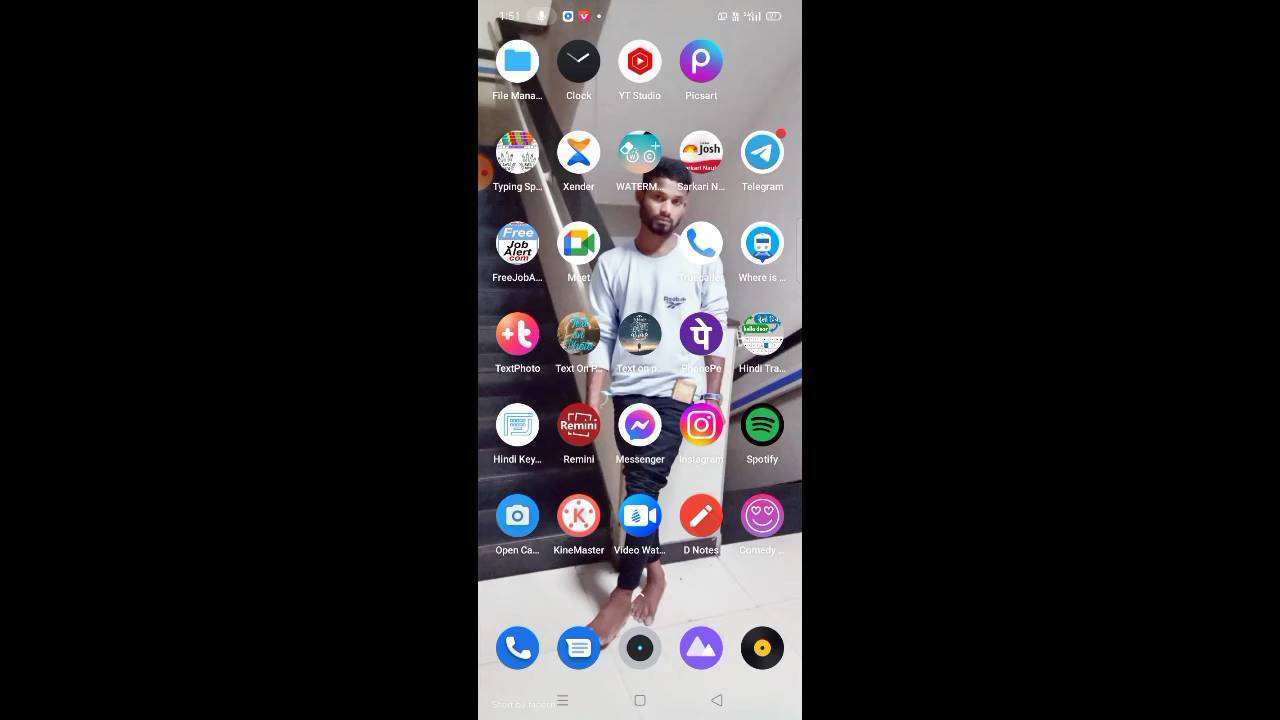 1:51
File Mana... Clock YT Studio Picsart
Josh
Typing Sp... Xender WATERM... Sarkari N... Telegram
Free
Job
Alert
.com
FreeJobA... Meet Truecaller Where is ...
Reebok
+t
पे
TextPhoto Text On P... Text on p... PhonePe Hindi Tra...
Remini
Hindi Key... Remini Messenger Instagram Spotify
K
Open Ca... KineMaster Video Wat... D Notes Comedy ...